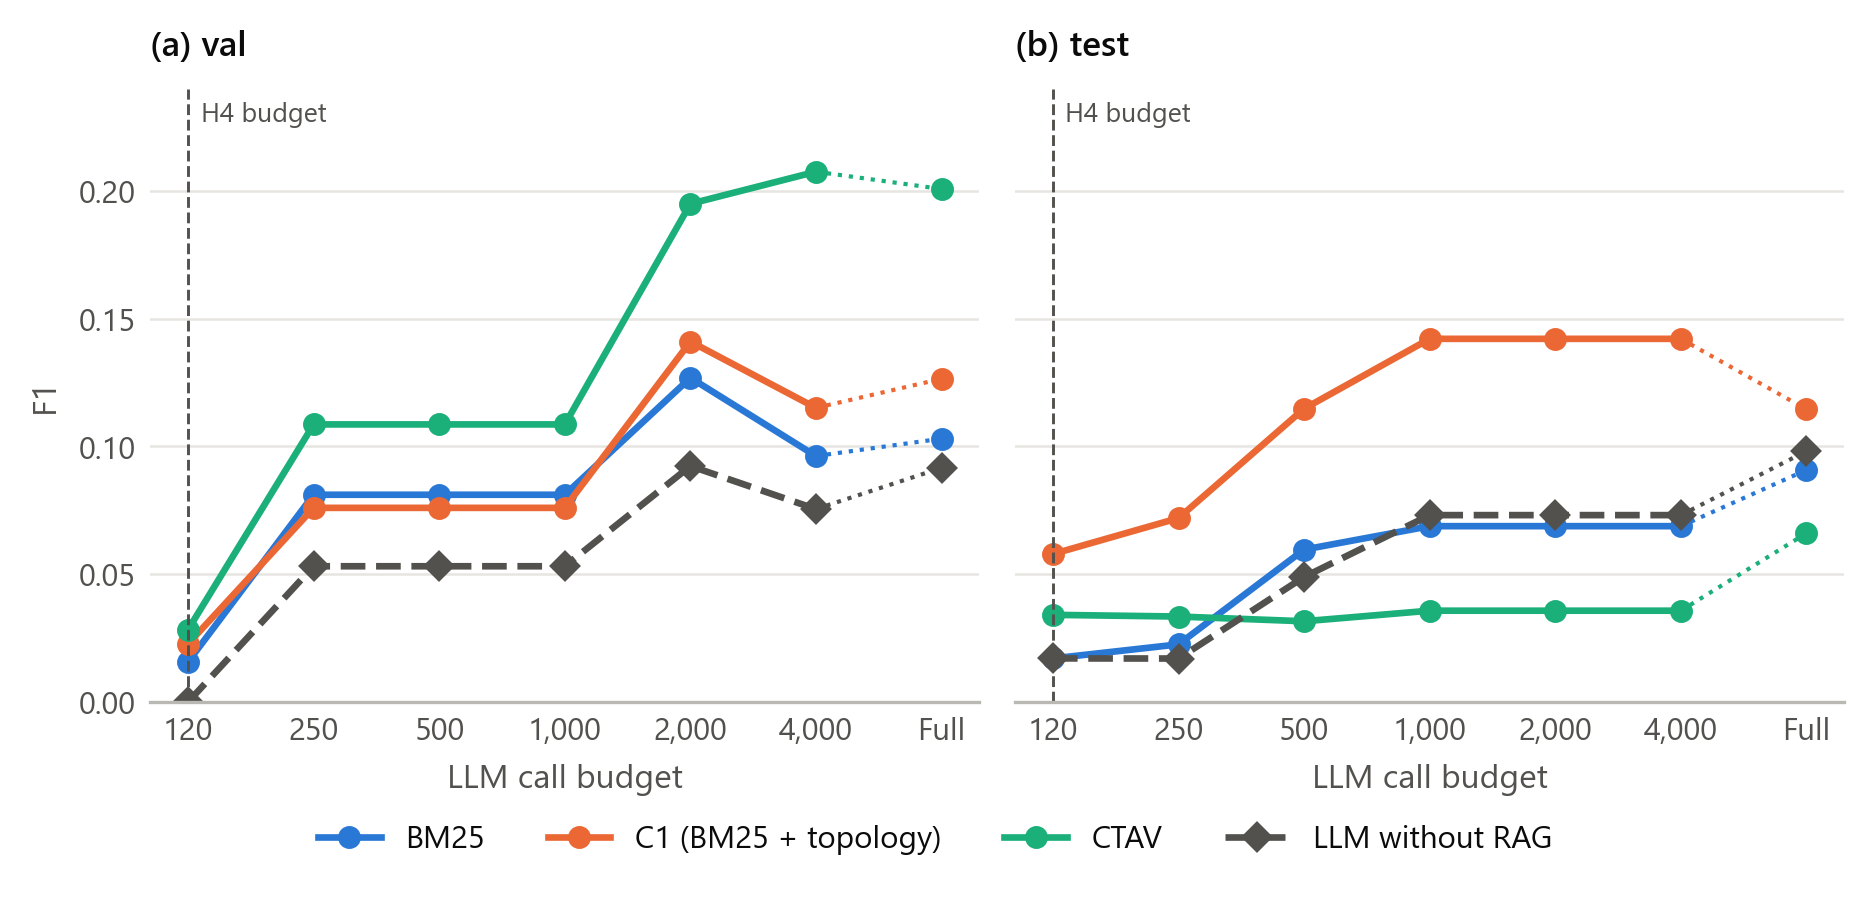 (a) val
(b) test
H4 budget
H4 budget
F1
0.20
0.15
0.10
0.05
0.00
120 250 500 1,000 2,000 4,000 Full
120 250 500 1,000 2,000 4,000 Full
LLM call budget
LLM call budget
BM25 C1 (BM25 + topology) CTAV LLM without RAG